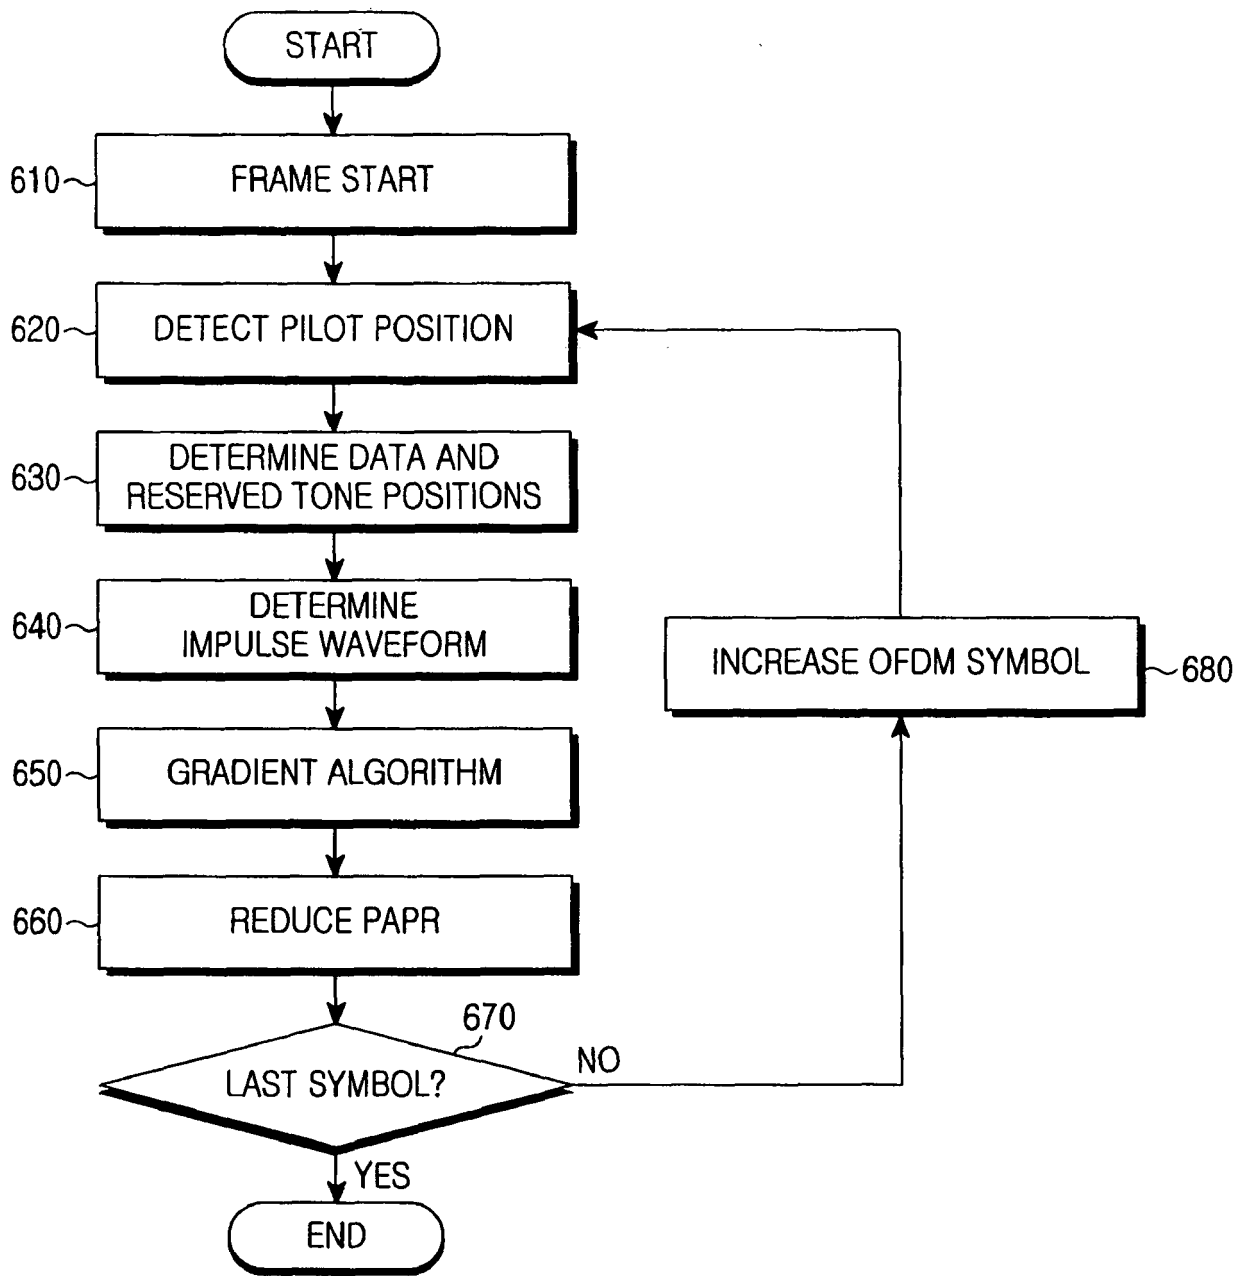 START
610
FRAME START
620
DETECT PILOT POSITION
630
DETERMINE DATA AND
RESERVED TONE POSITIONS
640
DETERMINE
IMPULSE WAVEFORM
INCREASE OFDM SYMBOL
680
650
GRADIENT ALGORITHM
660
REDUCE PAPR
670
LAST SYMBOL?
NO
YES
END